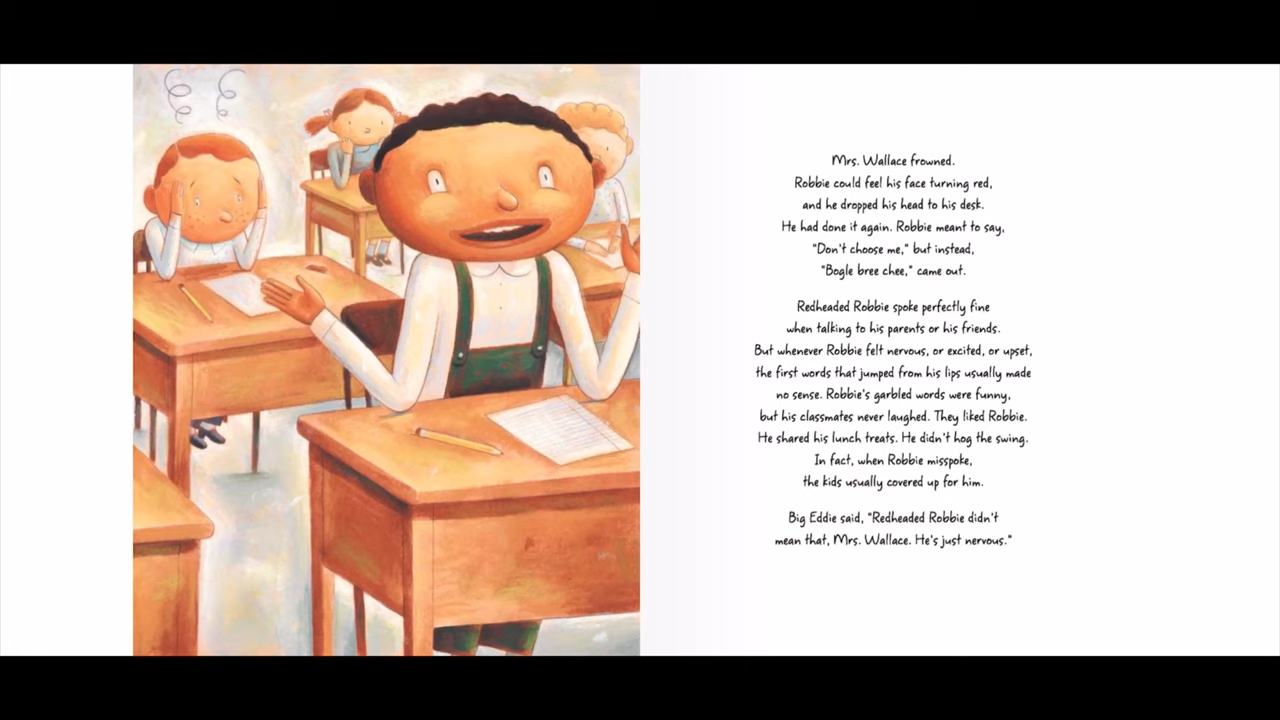 Mrs. Wallace frowned.
Robbie could feel his face turning red,
and he dropped his head to his desk.
He had done it again. Robbie meant to say,
"Don't choose me," but instead,
"Bogle bree chee," came out.
Redheaded Robbie spoke perfectly fine
when talking to his parents or his friends.
But whenever Robbie felt nervous, or excited, or upset,
the first words that jumped from his lips usually made
no sense. Robbie's garbled words were funny,
but his classmates never laughed. They liked Robbie.
He shared his lunch treats. He didn't hog the swing.
In fact, when Robbie misspoke,
the kids usually covered up for him.
Big Eddie said, "Redheaded Robbie didn't
mean that, Mrs. Wallace. He's just nervous."